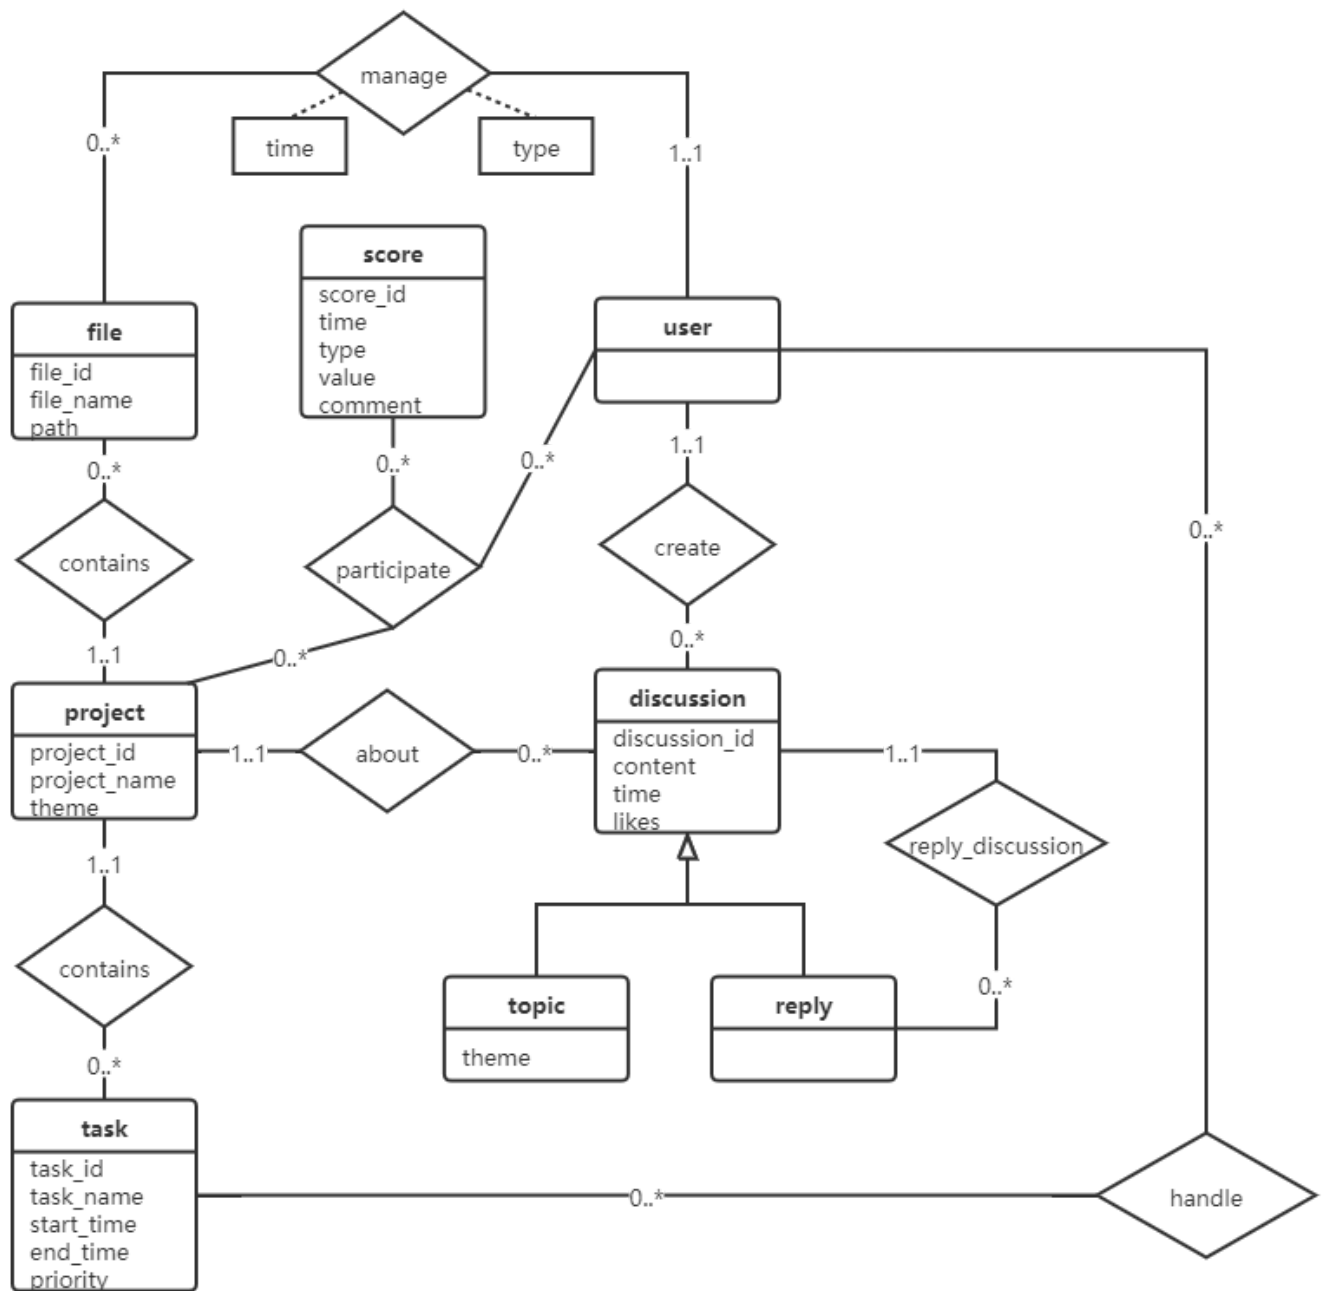 manage
0..*
time
type
1..1
score
score_id
time
type
value
comment
file
file_id
file_name
path
user
0..*
0..*
0..*
1..1
0..*
contains
participate
create
1..1
0..*
0..*
project
project_id
project_name
theme
1..1
about
0..*
discussion
discussion_id
content
time
likes
1..1
reply_discussion
1..1
contains
topic
theme
reply
0..*
0..*
task
task_id
task_name
start_time
end_time
priority
0..*
handle